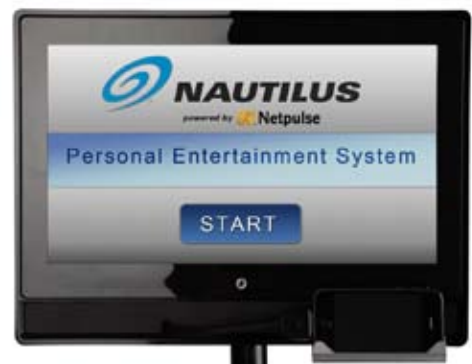 NAUTILUS
powered by Netpulse
Personal Entertainment System
START